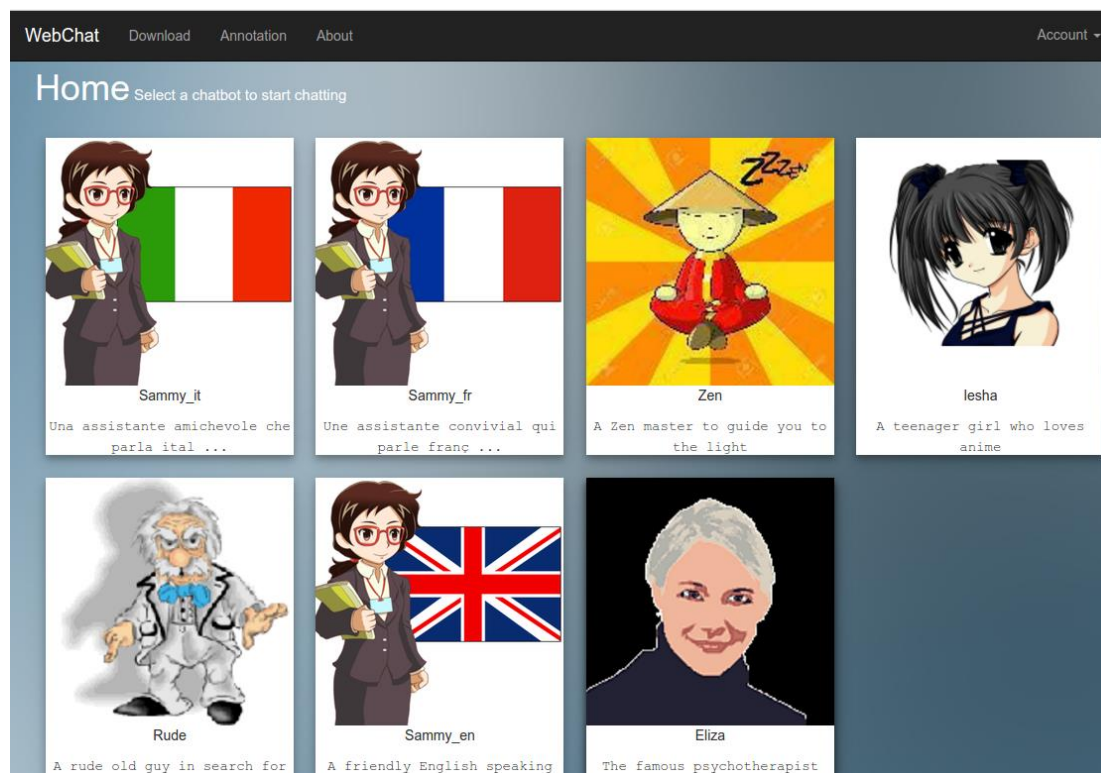 WebChat Download Annotation About Account
Home Select a chatbot to start chatting
ZZZen
Sammy_it
Una assistante amichevole che
parla ital ...
Sammy_fr
Une assistante convivial qui
parle franç ...
Zen
A Zen master to guide you to
the light
Iesha
A teenager girl who loves
anime
Rude
A rude old guy in search for
Sammy_en
A friendly English speaking
Eliza
The famous psychotherapist